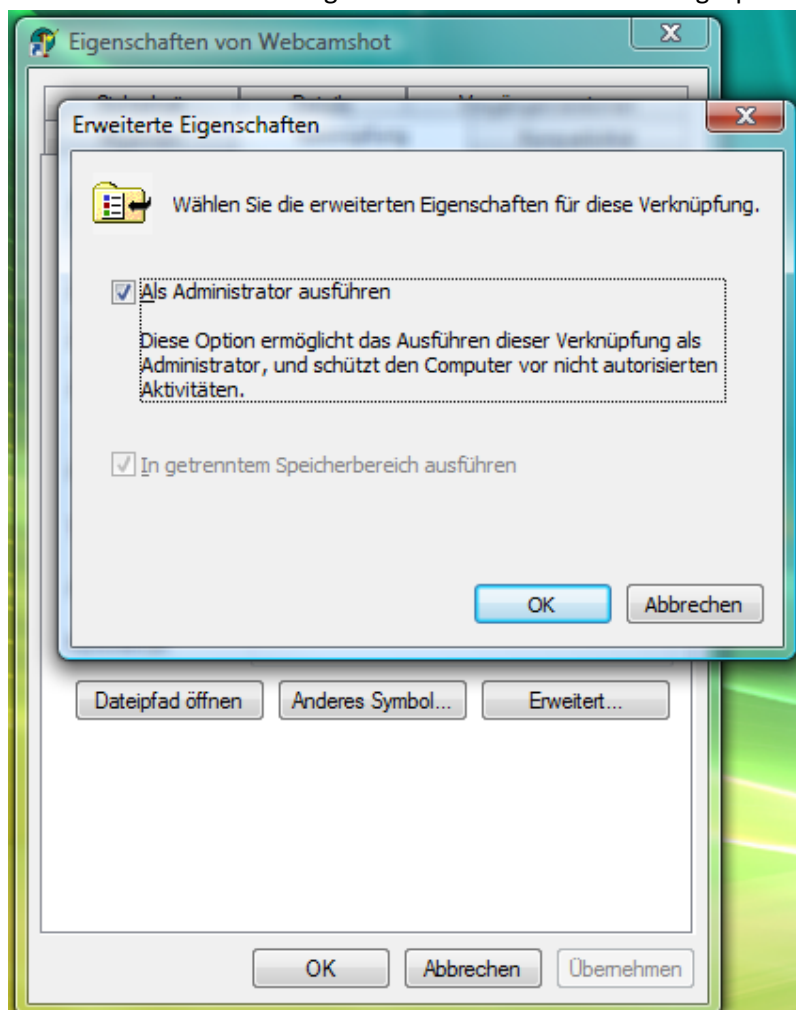 Eigenschaften von Webcamshot
Erweiterte Eigenschaften
Wählen Sie die erweiterten Eigenschaften für diese Verknüpfung.
Als Administrator ausführen
Diese Option ermöglicht das Ausführen dieser Verknüpfung als
Administrator, und schützt den Computer vor nicht autorisierten
Aktivitäten.
In getrenntem Speicherbereich ausführen
OK Abbrechen
Dateipfad öffnen Anderes Symbol... Erweitert...
OK Abbrechen Übernehmen